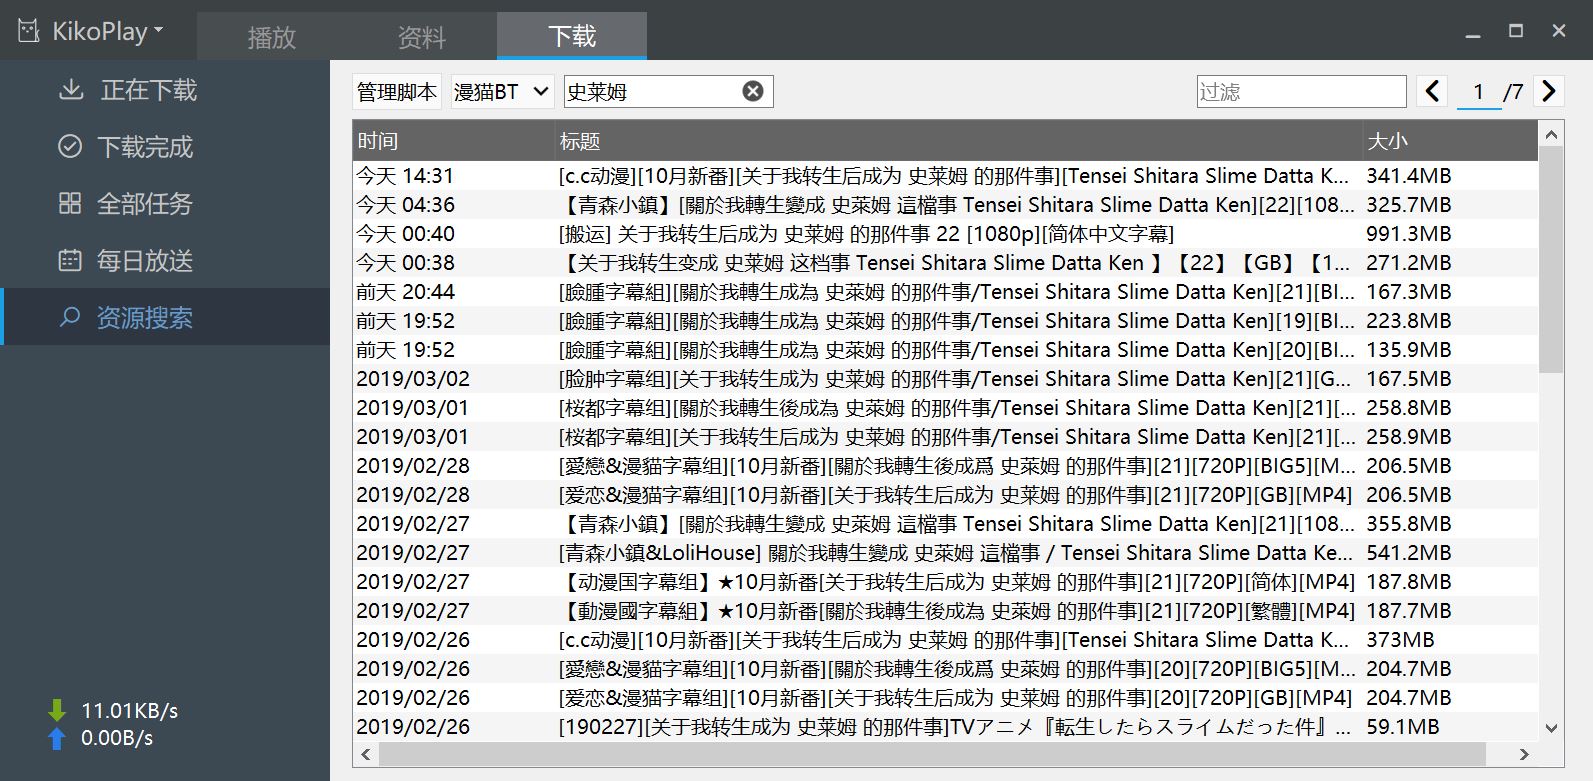 KikoPlay
播放 资料 下载
正在下载
下载完成
全部任务
每日放送
资源搜索
11.01KB/s
0.00B/s
管理脚本 漫猫BT 史莱姆 过滤 1 /7
时间 标题 大小
今天 14:31 [c.c动漫][10月新番][关于我转生后成为 史莱姆 的那件事][Tensei Shitara Slime Datta K... 341.4MB
今天 04:36 【青森小鎮】[關於我轉生變成 史萊姆 這檔事 Tensei Shitara Slime Datta Ken][22][108... 325.7MB
今天 00:40 [搬运] 关于我转生后成为 史莱姆 的那件事 22 [1080p][简体中文字幕] 991.3MB
今天 00:38 【关于我转生变成 史莱姆 这档事 Tensei Shitara Slime Datta Ken 】【22】【GB】【1... 271.2MB
前天 20:44 [臉腫字幕組][關於我轉生成為 史萊姆 的那件事/Tensei Shitara Slime Datta Ken][21][BI... 167.3MB
前天 19:52 [臉腫字幕組][關於我轉生成為 史萊姆 的那件事/Tensei Shitara Slime Datta Ken][19][BI... 223.8MB
前天 19:52 [臉腫字幕組][關於我轉生成為 史萊姆 的那件事/Tensei Shitara Slime Datta Ken][20][BI... 135.9MB
2019/03/02 [脸肿字幕组][关于我转生成为 史莱姆 的那件事/Tensei Shitara Slime Datta Ken][21][G... 167.5MB
2019/03/01 [桜都字幕组][關於我轉生後成為 史萊姆 的那件事/Tensei Shitara Slime Datta Ken][21][... 258.8MB
2019/03/01 [桜都字幕组][关于我转生后成为 史莱姆 的那件事/Tensei Shitara Slime Datta Ken][21][... 258.9MB
2019/02/28 [愛戀&漫貓字幕组][10月新番][關於我轉生後成爲 史萊姆 的那件事][21][720P][BIG5][M... 206.5MB
2019/02/28 [爱恋&漫猫字幕组][10月新番][关于我转生后成为 史莱姆 的那件事][21][720P][GB][MP4] 206.5MB
2019/02/27 【青森小鎮】[關於我轉生變成 史萊姆 這檔事 Tensei Shitara Slime Datta Ken][21][108... 355.8MB
2019/02/27 [青森小鎮&LoliHouse] 關於我轉生變成 史萊姆 這檔事 / Tensei Shitara Slime Datta Ke... 541.2MB
2019/02/27 【动漫国字幕组】★10月新番[关于我转生后成为 史莱姆 的那件事][21][720P][简体][MP4] 187.8MB
2019/02/27 【動漫國字幕組】★10月新番[關於我轉生後成為 史萊姆 的那件事][21][720P][繁體][MP4] 187.7MB
2019/02/26 [c.c动漫][10月新番][关于我转生后成为 史莱姆 的那件事][Tensei Shitara Slime Datta K... 373MB
2019/02/26 [愛戀&漫貓字幕组][10月新番][關於我轉生後成爲 史萊姆 的那件事][20][720P][BIG5][M... 204.7MB
2019/02/26 [爱恋&漫猫字幕组][10月新番][关于我转生后成为 史莱姆 的那件事][20][720P][GB][MP4] 204.7MB
2019/02/26 [190227][关于我转生成为 史莱姆 的那件事]TVアニメ『転生したらスライムだった件』... 59.1MB